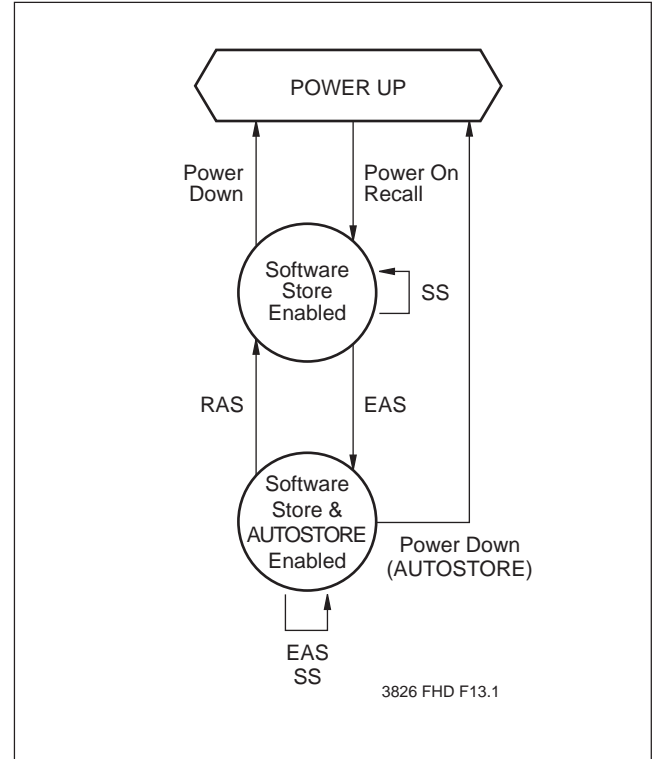 POWER UP
Power
Down
Power On
Recall
Software
Store
Enabled
SS
RAS
EAS
Software
Store &
AUTOSTORE
Enabled
Power Down
(AUTOSTORE)
EAS
SS
3826 FHD F13.1